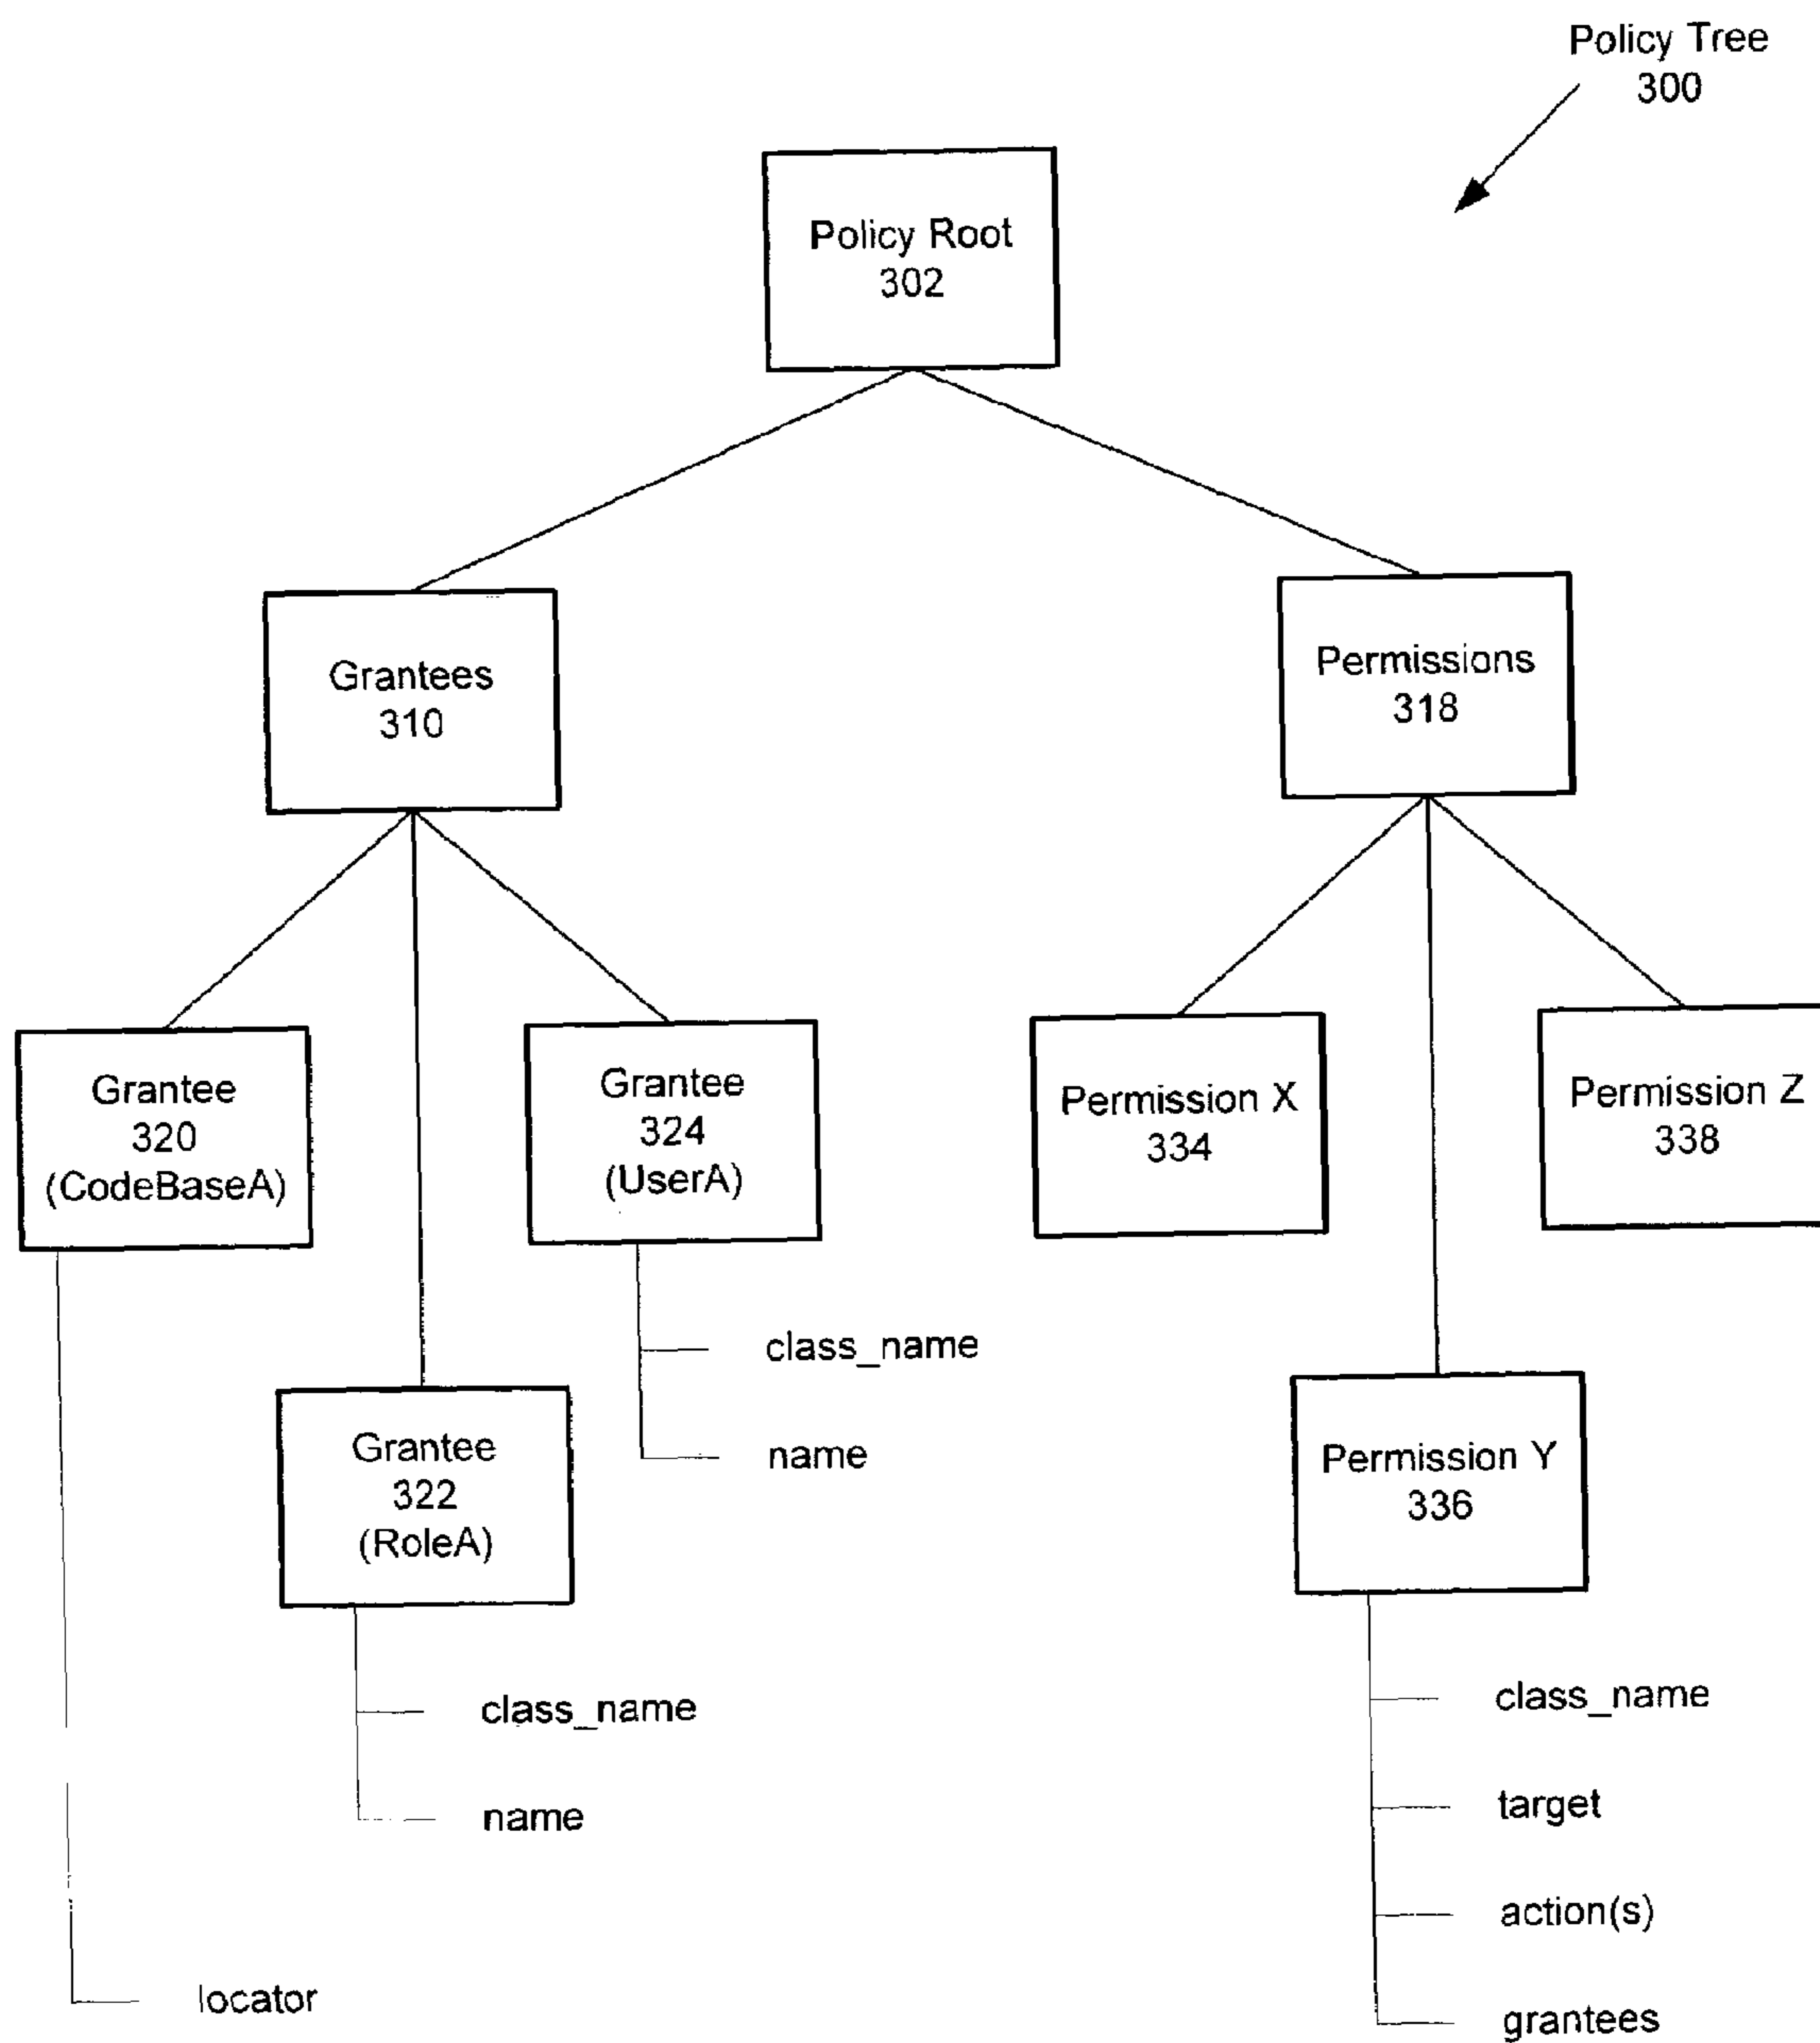 Policy Tree
300
Policy Root
302
Grantees
310
Permissions
318
Grantee
320
(CodeBaseA)
Grantee
324
(UserA)
Permission X
334
Permission Z
338
class_name
name
Grantee
322
(RoleA)
Permission Y
336
class_name
name
class_name
target
action(s)
grantees
locator